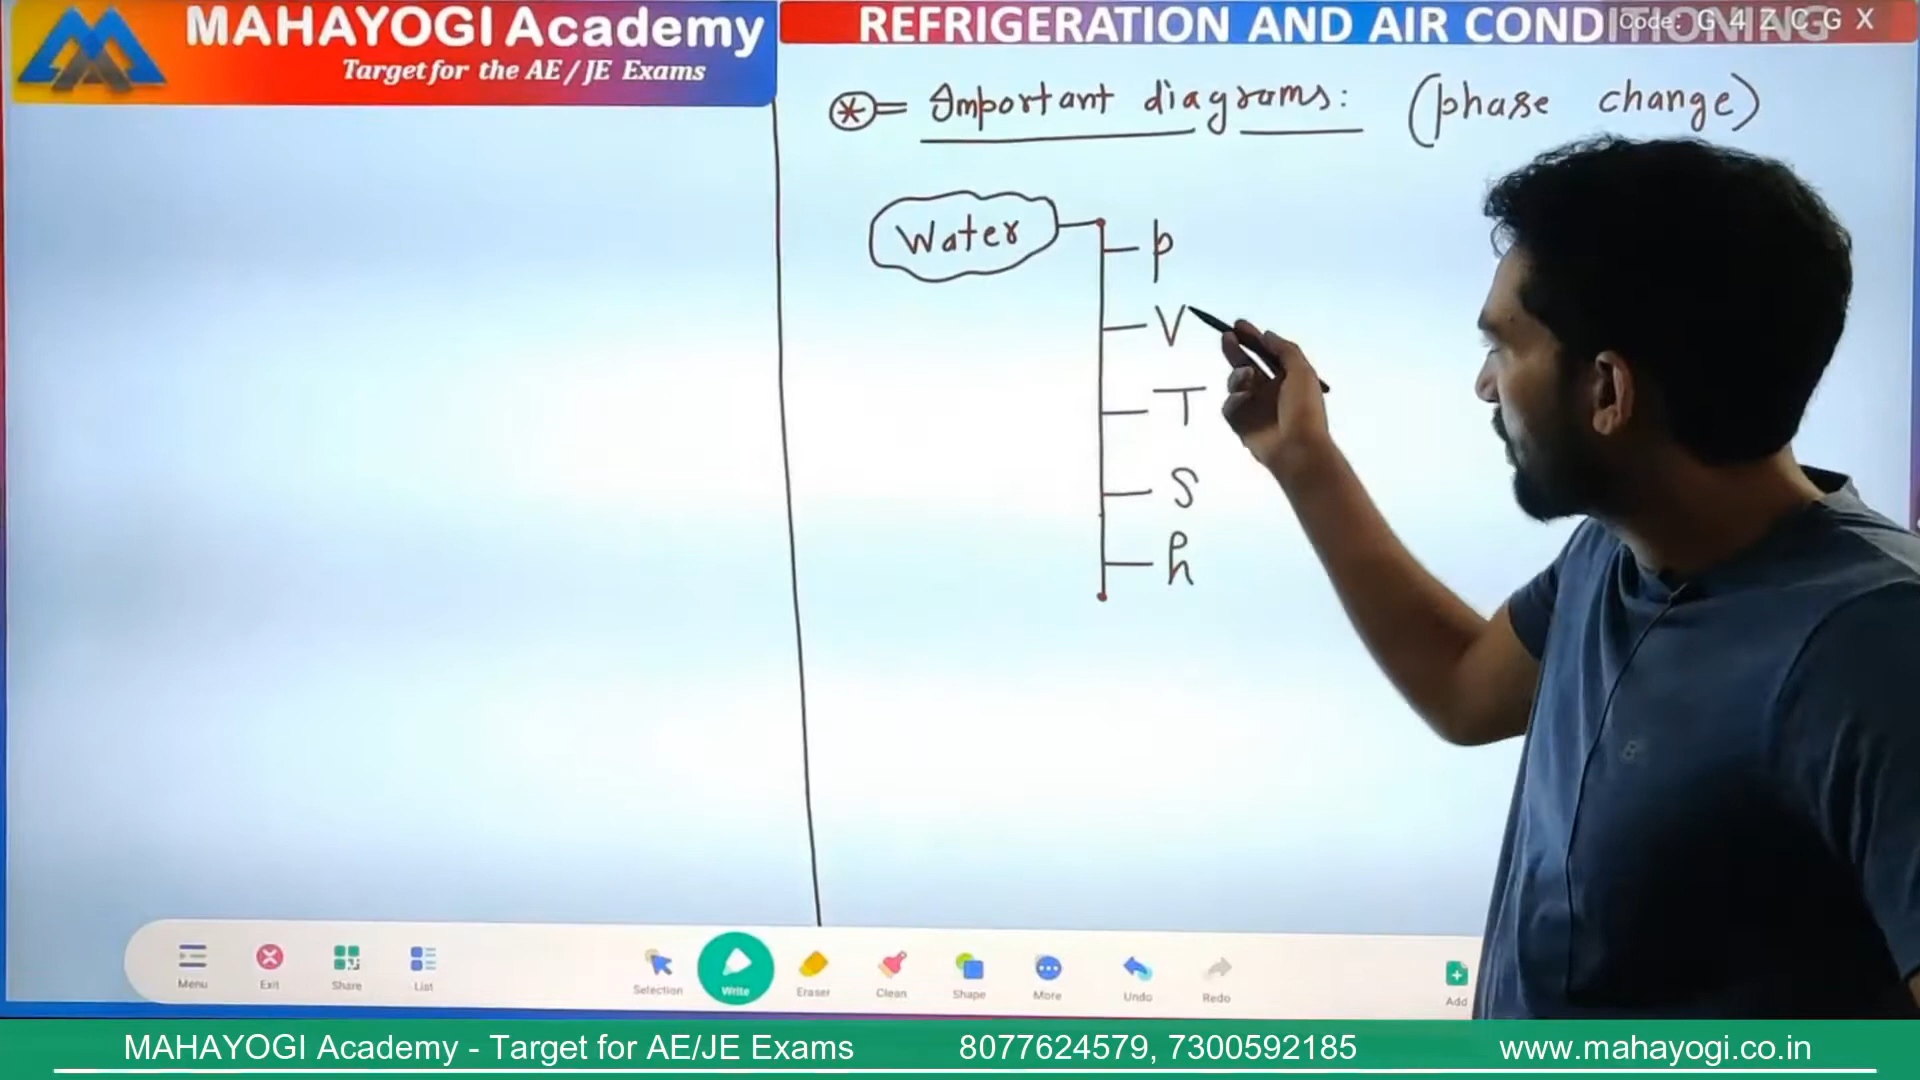 MAHAYOGI Academy
Target for the AE / JE Exams
REFRIGERATION AND AIR CONDITIONING
Code: G 4 Z C-G X
Important diagrams: (phase change)
Water
p
V
T
S
h
Menu
Exit
Share
List
Selection
Write
Eraser
Clean
Shape
More
Undo
Redo
Add
MAHAYOGI Academy - Target for AE/JE Exams 8077624579, 7300592185 www.mahayogi.co.in